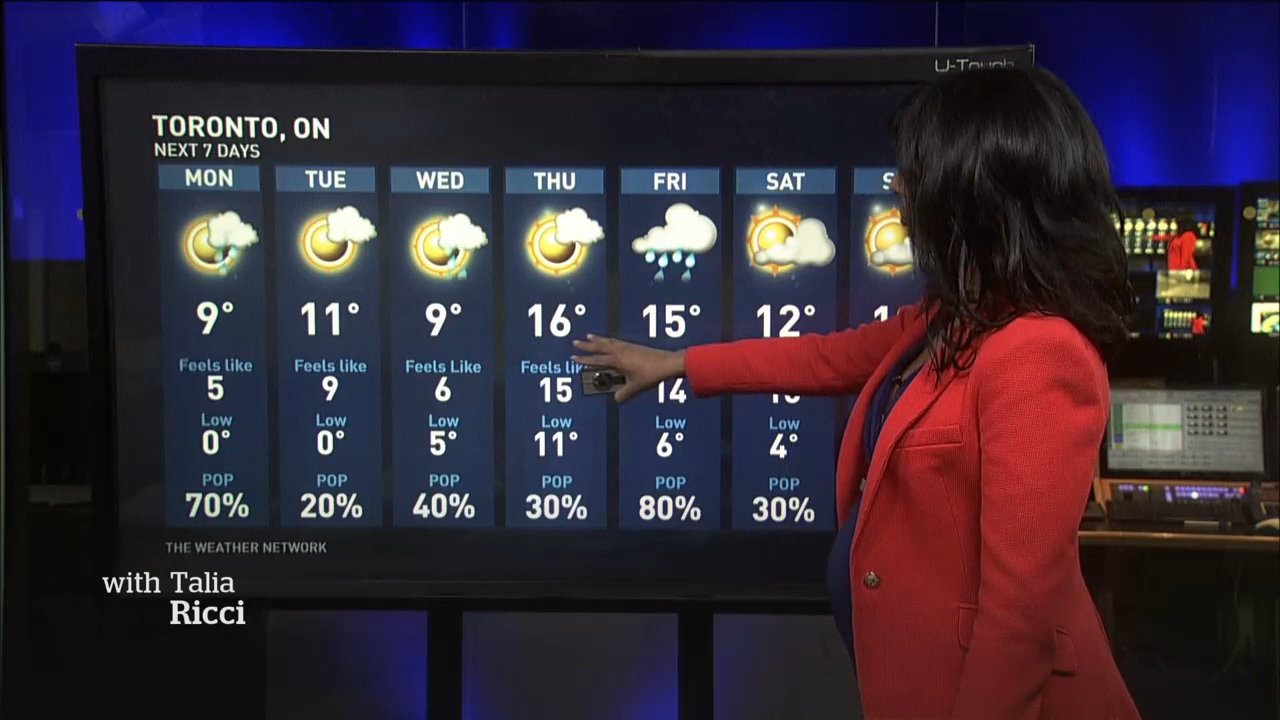 U-Touch
TORONTO, ON
NEXT 7 DAYS
MON TUE WED THU FRI SAT
9° 11° 9° 16° 15° 12°
Feels like Feels like Feels Like Feels
5 9 6 15 14
Low Low Low Low Low Low
0° 0° 5° 11° 6° 4°
POP POP POP POP POP POP
70% 20% 40% 30% 80% 30%
THE WEATHER NETWORK
with Talia
Ricci